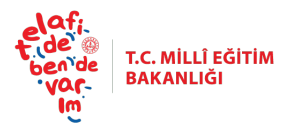 telafi
de
ben de
var-
ım
T.C. MİLLÎ EĞİTİM
BAKANLIĞI